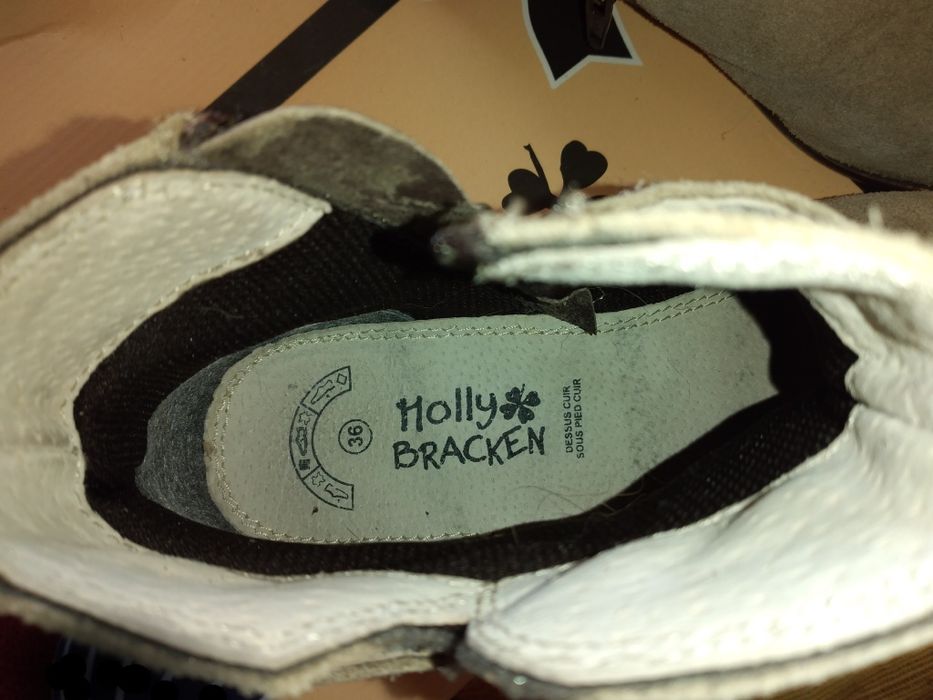 36
Holly
BRACKEN
DESSUS CUIR
SOUS PIED CUIR